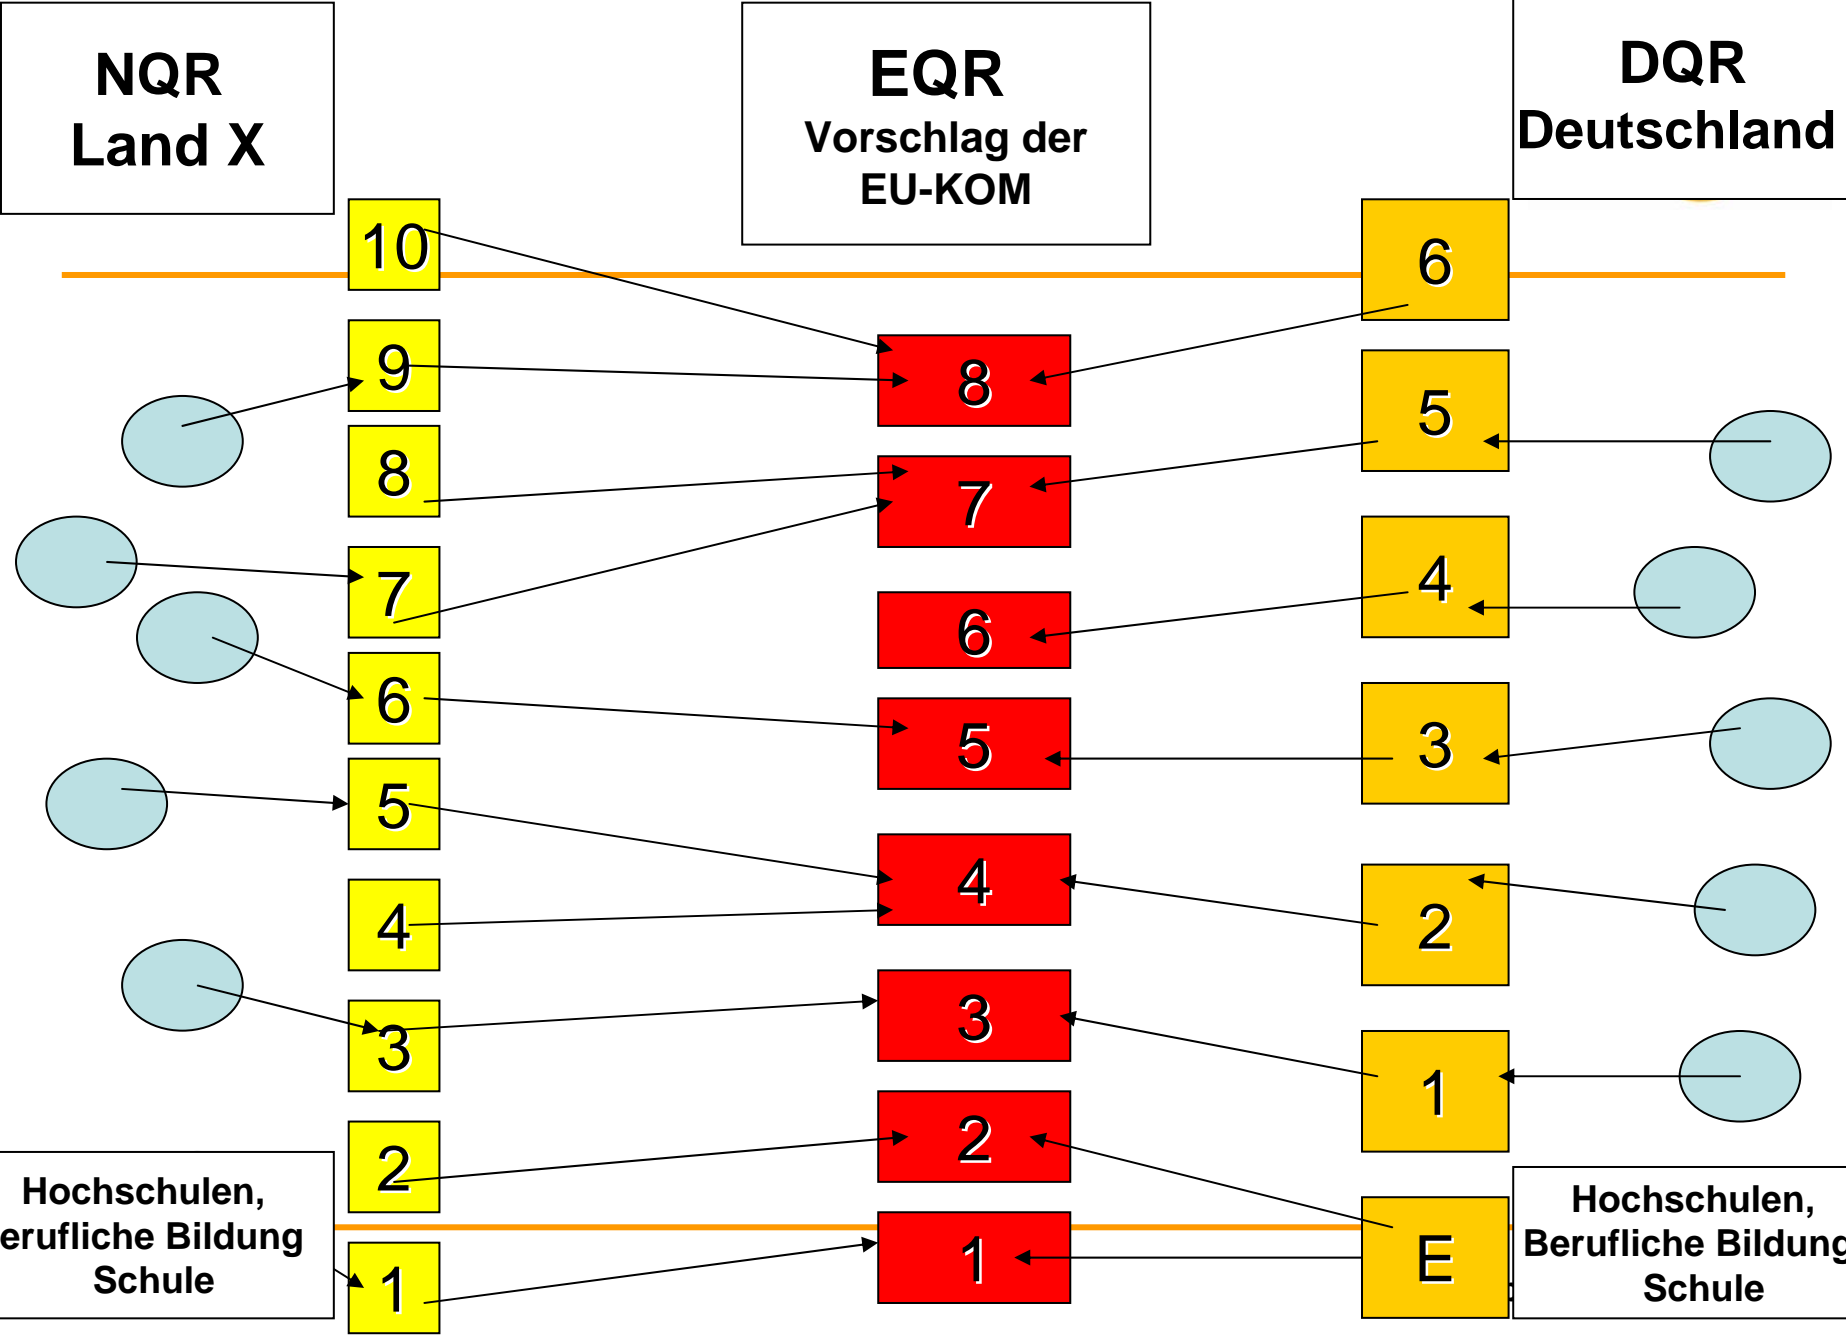 NQR
Land X
EQR
Vorschlag der
EU-KOM
DQR
Deutschland
10
9
8
7
6
5
4
3
2
1
8
7
6
5
4
3
2
1
6
5
4
3
2
1
E
Hochschulen,
erufliche Bildung
Schule
Hochschulen,
Berufliche Bildung
Schule